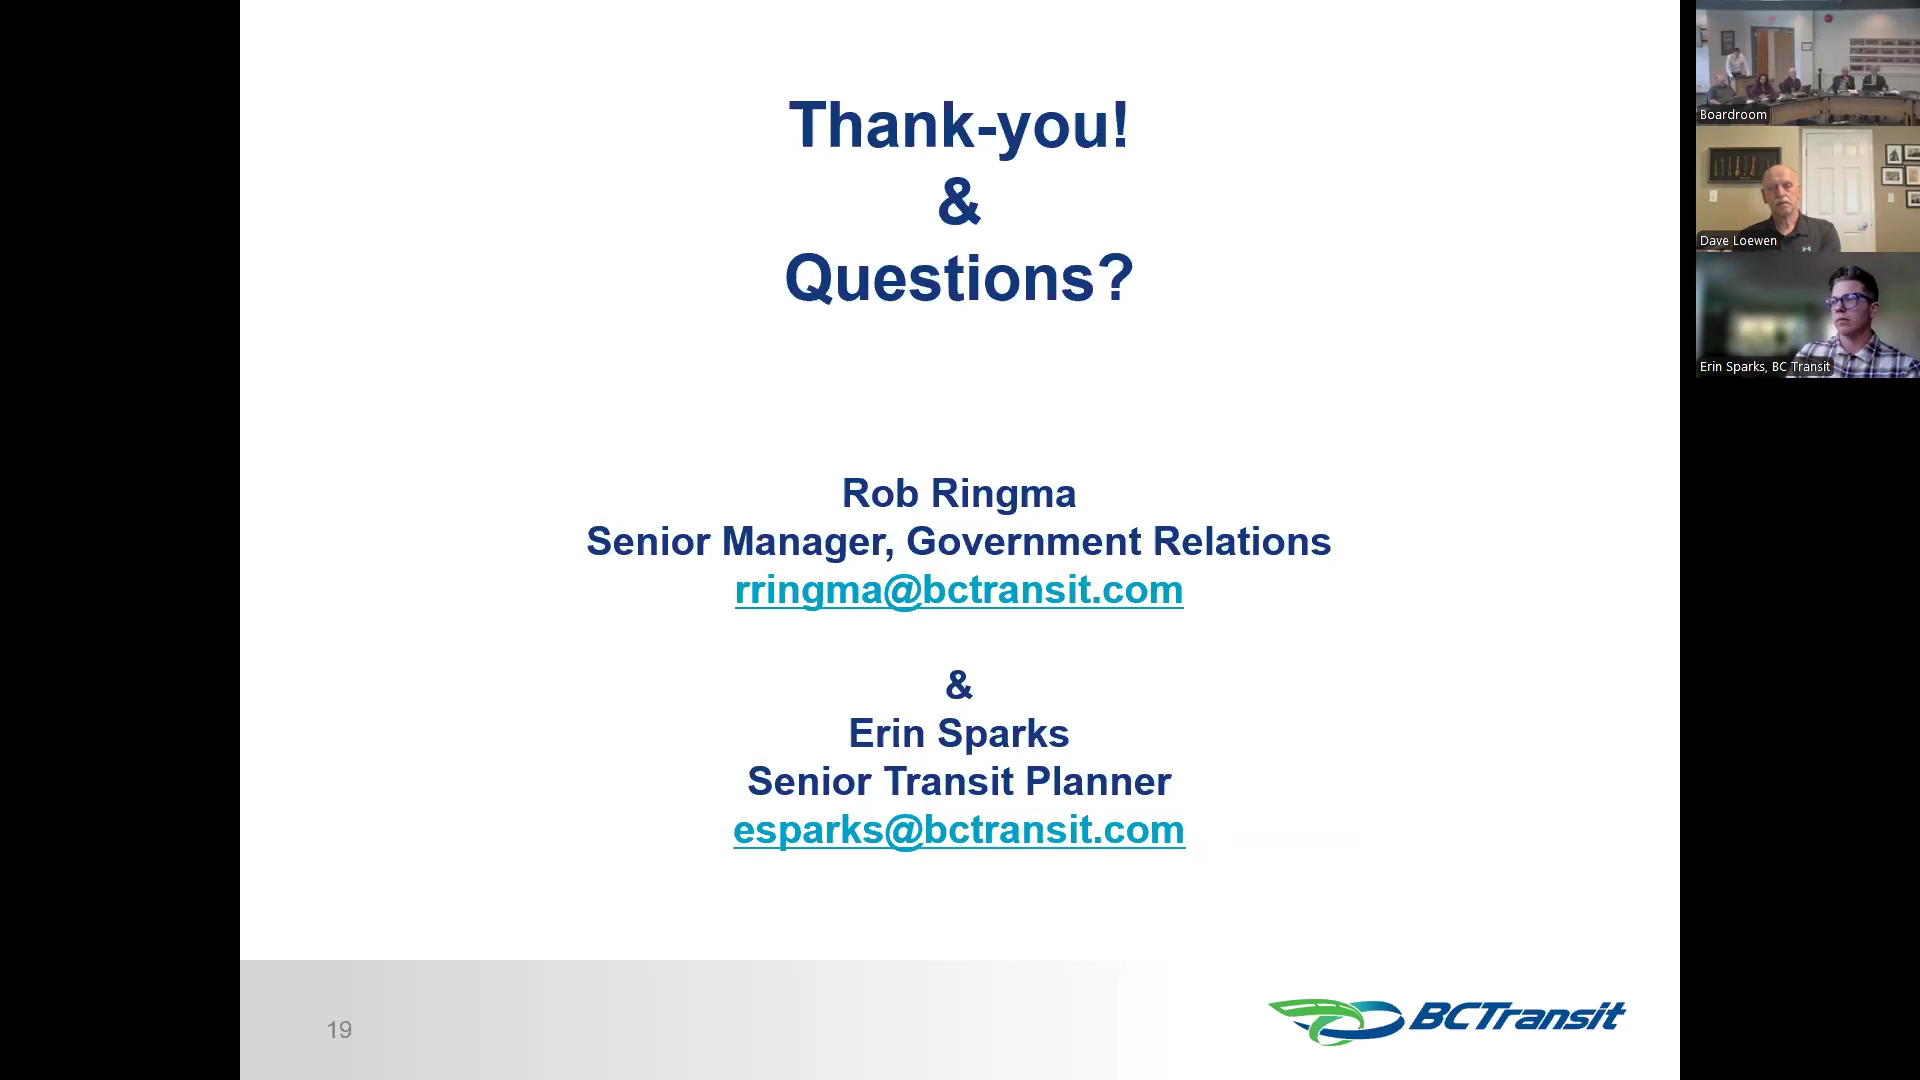 Thank-you!
&
Questions?
Rob Ringma
Senior Manager, Government Relations
rringma@bctransit.com
&
Erin Sparks
Senior Transit Planner
esparks@bctransit.com
19
BCTransit
Boardroom
Dave Loewen
Erin Sparks, BC Transit